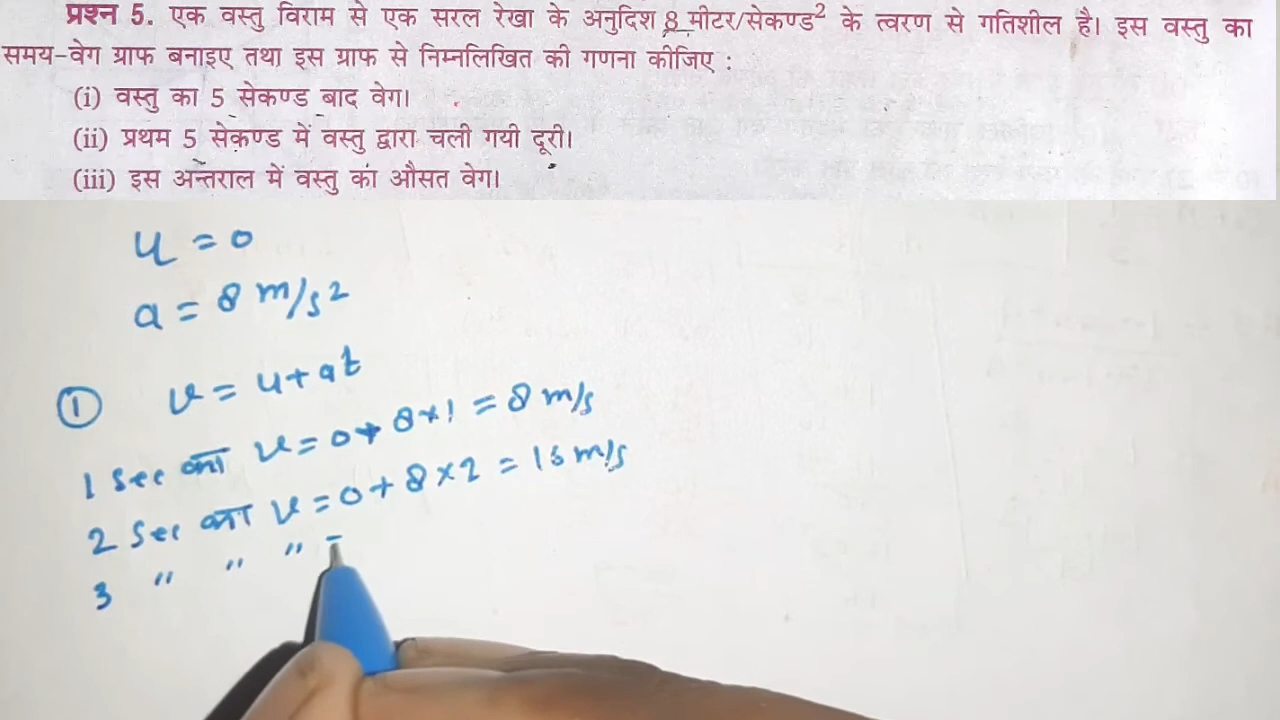 प्रश्न 5. एक वस्तु विराम से एक सरल रेखा के अनुदिश 8 मीटर/सेकण्ड² के त्वरण से गतिशील है। इस वस्तु का
समय-वेग ग्राफ बनाइए तथा इस ग्राफ से निम्नलिखित की गणना कीजिए :
(i) वस्तु का 5 सेकण्ड बाद वेग।
(ii) प्रथम 5 सेकण्ड में वस्तु द्वारा चली गयी दूरी।
(iii) इस अन्तराल में वस्तु का औसत वेग।
u = 0
a = 8 m/s2
① v = u + at
1 Sec का v = 0 + 8×1 = 8 m/s
2 Sec का v = 0 + 8×2 = 16 m/s
3 " " " =